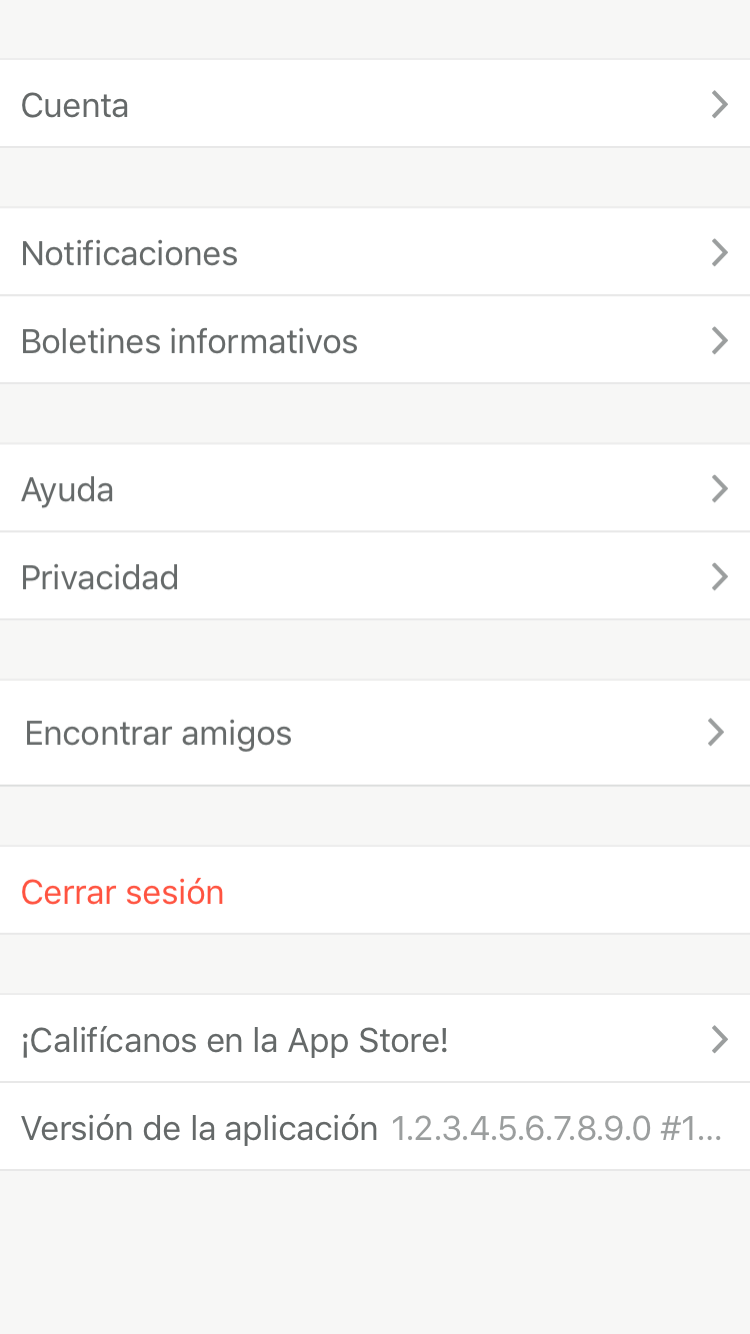 Cuenta
Notificaciones
Boletines informativos
Ayuda
Privacidad
Encontrar amigos
Cerrar sesión
¡Califícanos en la App Store!
Versión de la aplicación 1.2.3.4.5.6.7.8.9.0 #1...